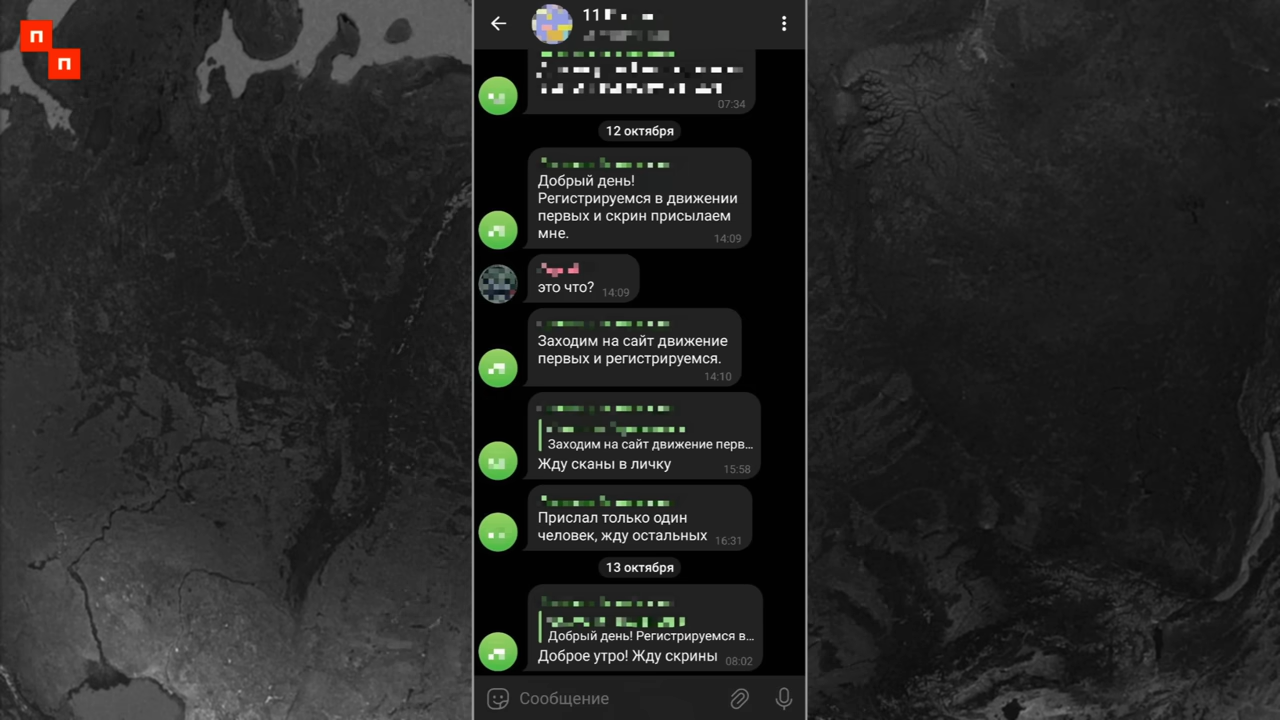 п
п
11
07:34
12 октября
Добрый день!
Регистрируемся в движении
первых и скрин присылаем
мне.
14:09
это что?
14:09
Заходим на сайт движение
первых и регистрируемся.
14:10
Заходим на сайт движение перв...
Жду сканы в личку
15:58
Прислал только один
человек, жду остальных
16:31
13 октября
Добрый день! Регистрируемся в...
Доброе утро! Жду скрины
08:02
Сообщение